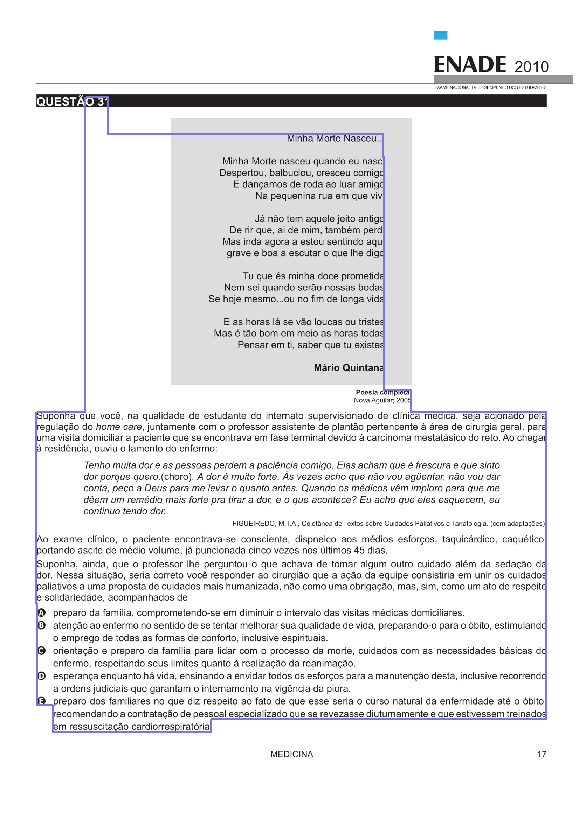 ENADE 2010
EXAME NACIONAL DE DESEMPENHO DOS ESTUDANTES
QUESTÃO 31
Minha Morte Nasceu...
Minha Morte nasceu quando eu nasci
Despertou, balbuciou, cresceu comigo
E dançamos de roda ao luar amigo
Na pequenina rua em que vivi
Já não tem aquele jeito antigo
De rir que, ai de mim, também perdi
Mas inda agora a estou sentindo aqui
grave e boa a escutar o que lhe digo
Tu que és minha doce prometida
Nem sei quando serão nossas bodas
Se hoje mesmo...ou no fim de longa vida
E as horas lá se vão loucas ou tristes
Mas é tão bom em meio as horas todas
Pensar em ti, saber que tu existes
Mário Quintana
Poesia completa
Nova Aguilar; 2005
Suponha que você, na qualidade de estudante do internato supervisionado de clínica médica, seja acionado pela
regulação do home care, juntamente com o professor assistente de plantão pertencente à área de cirurgia geral, para
uma visita domiciliar a paciente que se encontrava em fase terminal devido à carcinoma metastásico do reto. Ao chegar
à residência, ouviu o lamento do enfermo:
Tenho muita dor e as pessoas perdem a paciência comigo. Elas acham que é frescura e que sinto
dor porque quero.(choro). A dor é muito forte. Às vezes acho que não vou agüentar, não vou dar
conta, peço a Deus para me levar o quanto antes. Quando os médicos vêm imploro para que me
dêem um remédio mais forte pra tirar a dor, e o que acontece? Eu acho que eles esquecem, eu
continuo tendo dor.
FIGUEIREDO, M.T.A., Coletânea de Textos sobre Cuidados Paliativos e Tanatologia. (com adaptações)
Ao exame clínico, o paciente encontrava-se consciente, dispneico aos médios esforços, taquicárdico, caquético,
portando ascite de médio volume, já puncionada cinco vezes nos últimos 45 dias.
Suponha, ainda, que o professor lhe perguntou o que achava de tomar algum outro cuidado além da sedação da
dor. Nessa situação, seria correto você responder ao cirurgião que a ação da equipe consistiria em unir os cuidados
paliativos a uma proposta de cuidados mais humanizada, não como uma obrigação, mas, sim, como um ato de respeito
e solidariedade, acompanhados de
A preparo da família, comprometendo-se em diminuir o intervalo das visitas médicas domiciliares.
B atenção ao enfermo no sentido de se tentar melhorar sua qualidade de vida, preparando-o para o óbito, estimulando
o emprego de todas as formas de conforto, inclusive espirituais.
C orientação e preparo da família para lidar com o processo da morte, cuidados com as necessidades básicas do
enfermo, respeitando seus limites quanto à realização da reanimação.
D esperança enquanto há vida, ensinando a envidar todos os esforços para a manutenção desta, inclusive recorrendo
a ordens judiciais que garantam o internamento na vigência da piora.
E preparo dos familiares no que diz respeito ao fato de que esse seria o curso natural da enfermidade até o óbito,
recomendando a contratação de pessoal especializado que se revezasse diuturnamente e que estivessem treinados
em ressuscitação cardiorrespiratória.
MEDICINA
17